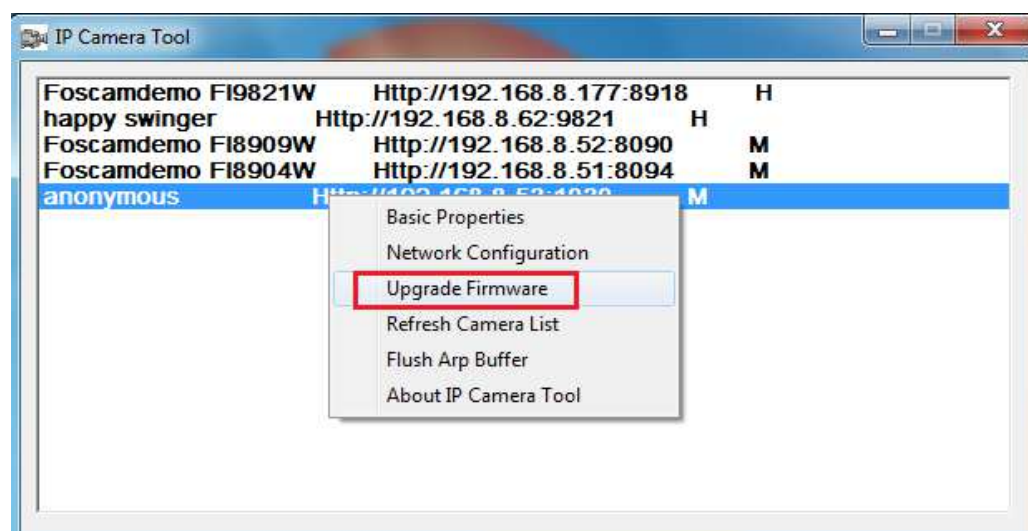 IP Camera Tool
Foscamdemo FI9821W Http://192.168.8.177:8918 H
happy swinger Http://192.168.8.62:9821 H
Foscamdemo FI8909W Http://192.168.8.52:8090 M
Foscamdemo FI8904W Http://192.168.8.51:8094 M
anonymous M
Basic Properties
Network Configuration
Upgrade Firmware
Refresh Camera List
Flush Arp Buffer
About IP Camera Tool